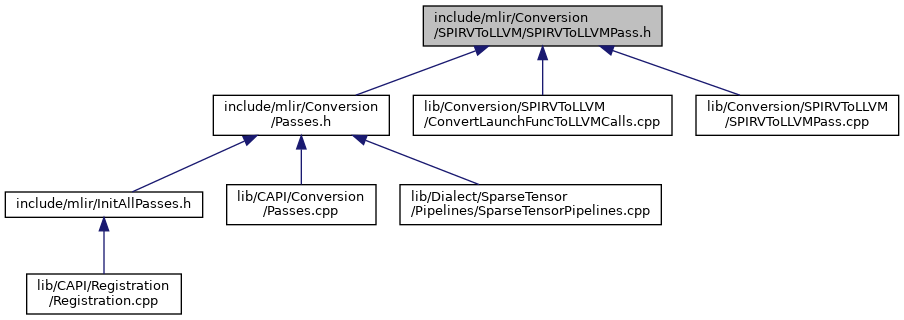 include/mlir/Conversion
/SPIRVToLLVM/SPIRVToLLVMPass.h
include/mlir/Conversion
/Passes.h
lib/Conversion/SPIRVToLLVM
/ConvertLaunchFuncToLLVMCalls.cpp
lib/Conversion/SPIRVToLLVM
/SPIRVToLLVMPass.cpp
include/mlir/InitAllPasses.h
lib/CAPI/Conversion
/Passes.cpp
lib/Dialect/SparseTensor
/Pipelines/SparseTensorPipelines.cpp
lib/CAPI/Registration
/Registration.cpp